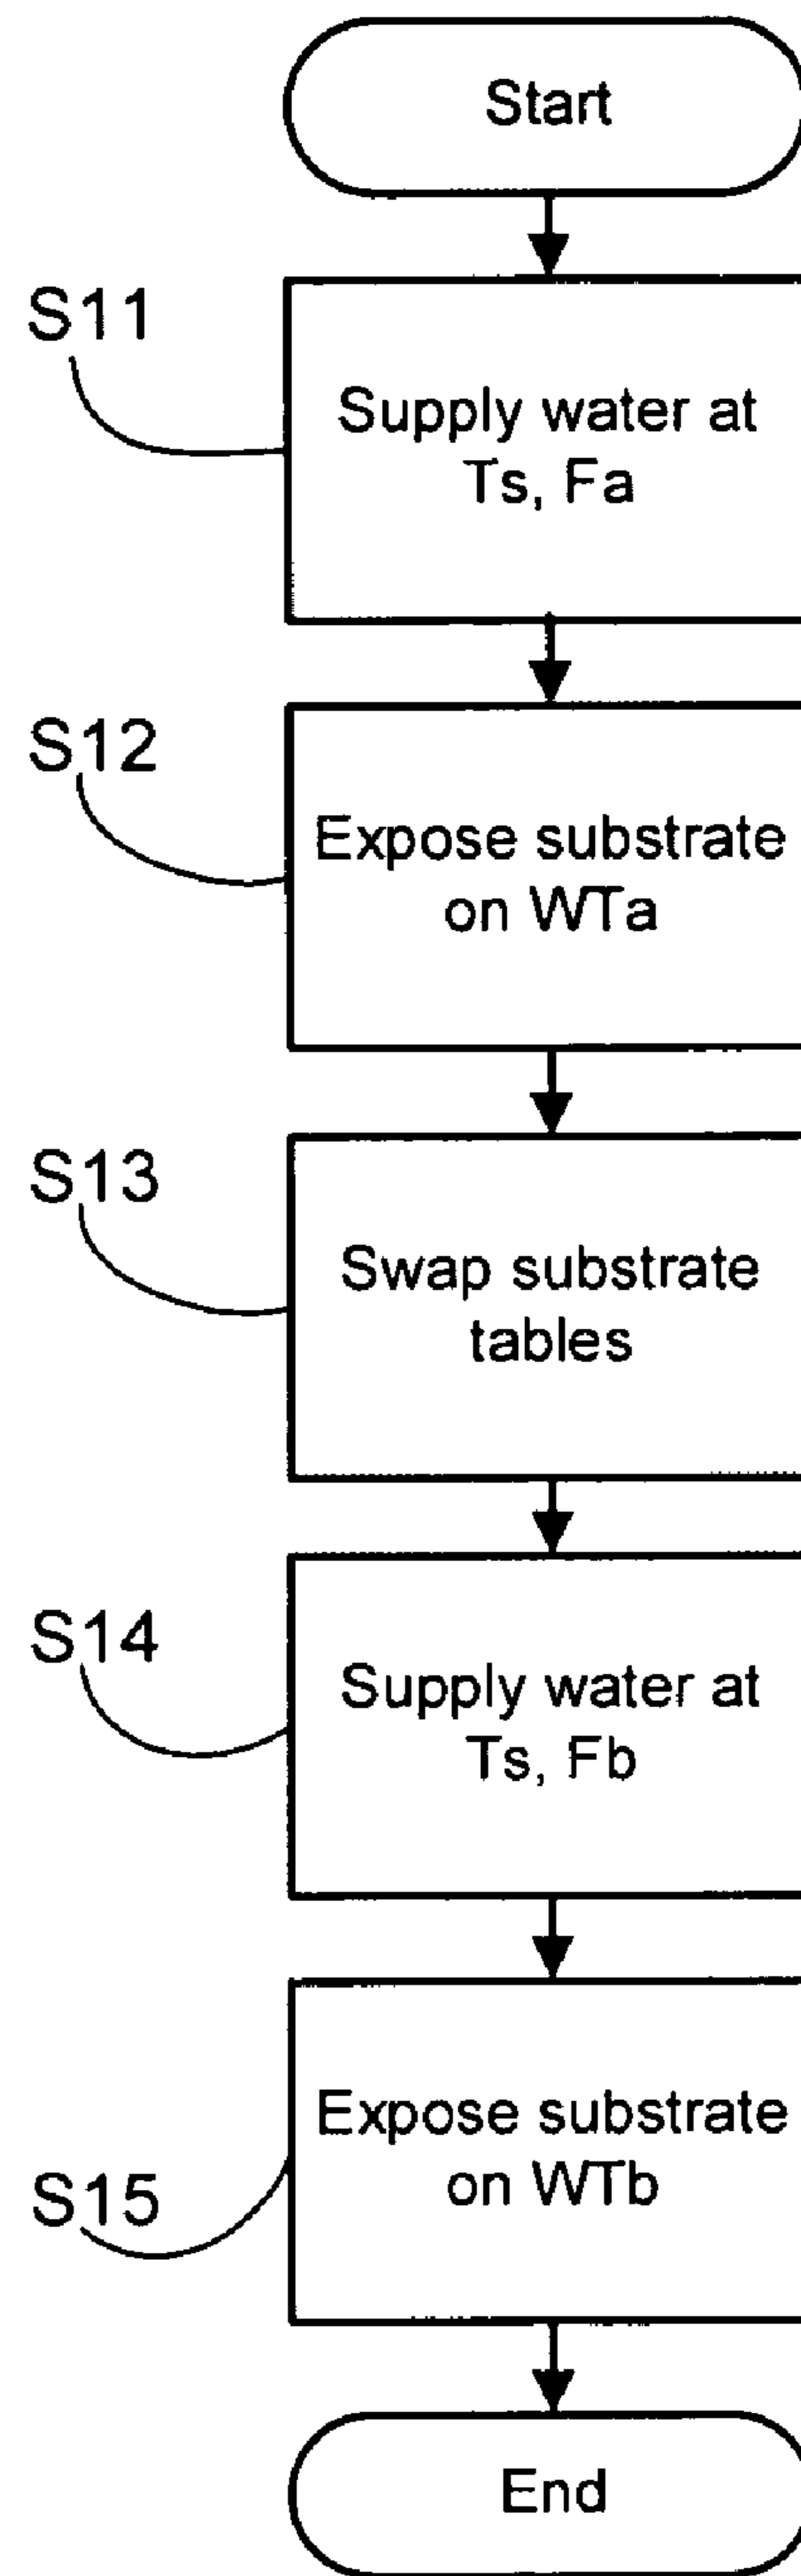 Start
S11
Supply water at
Ts, Fa
S12
Expose substrate
on WTa
S13
Swap substrate
tables
S14
Supply water at
Ts, Fb
S15
Expose substrate
on WTb
End